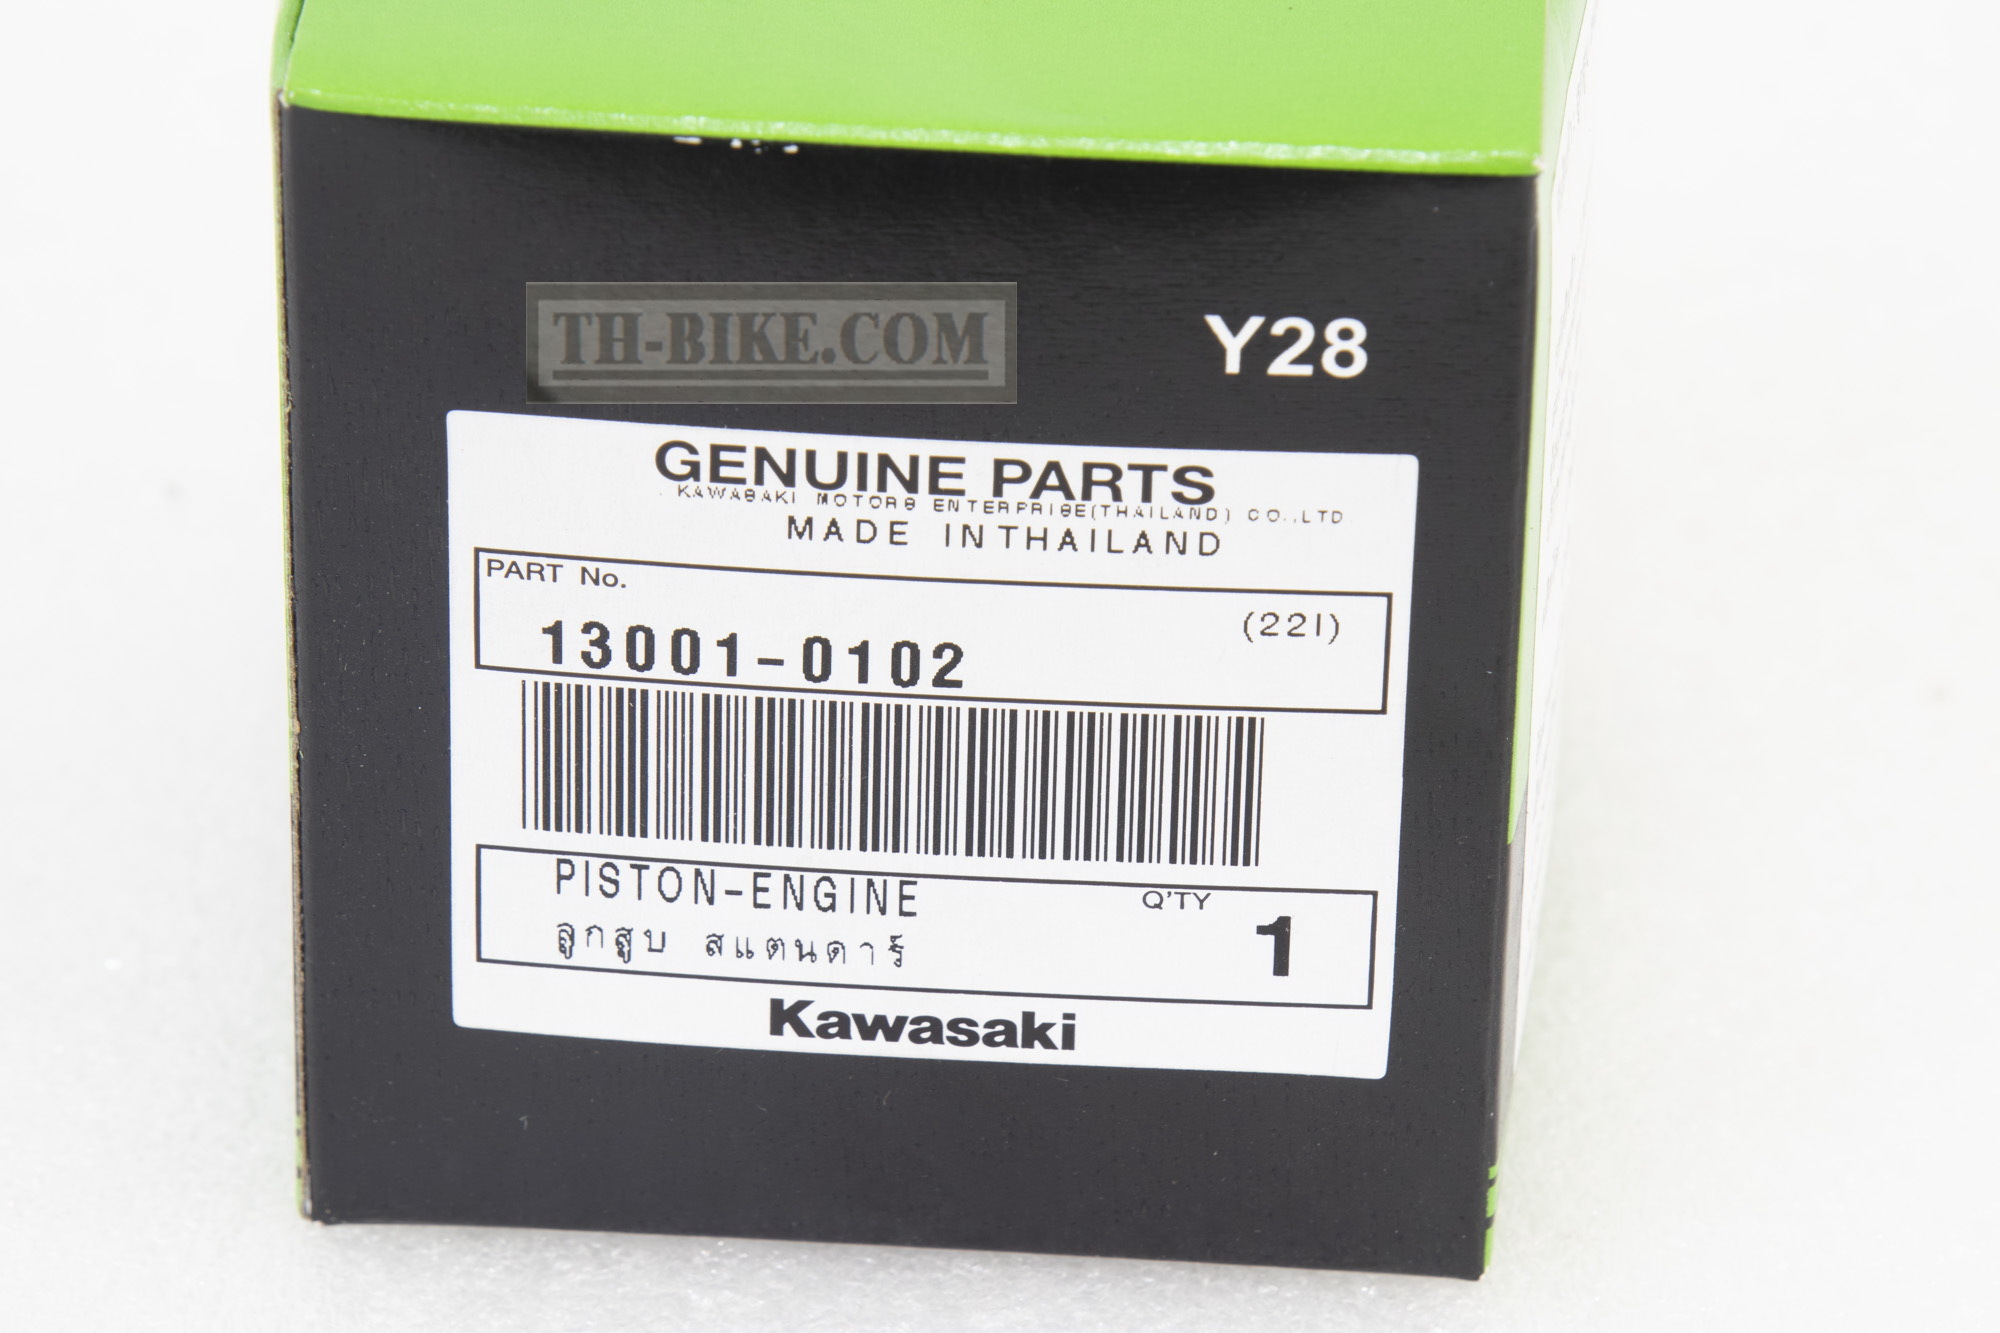 TH-BIKE.COM
Y28
GENUINE PARTS
KAWASAKI MOTORS ENTERPRISE(THAILAND) CO.,LTD
MADE INTHAILAND
PART No.
13001-0102
(22I)
PISTON-ENGINE
Q'TY
1
ลูกสูบ สแตนดาร์
Kawasaki